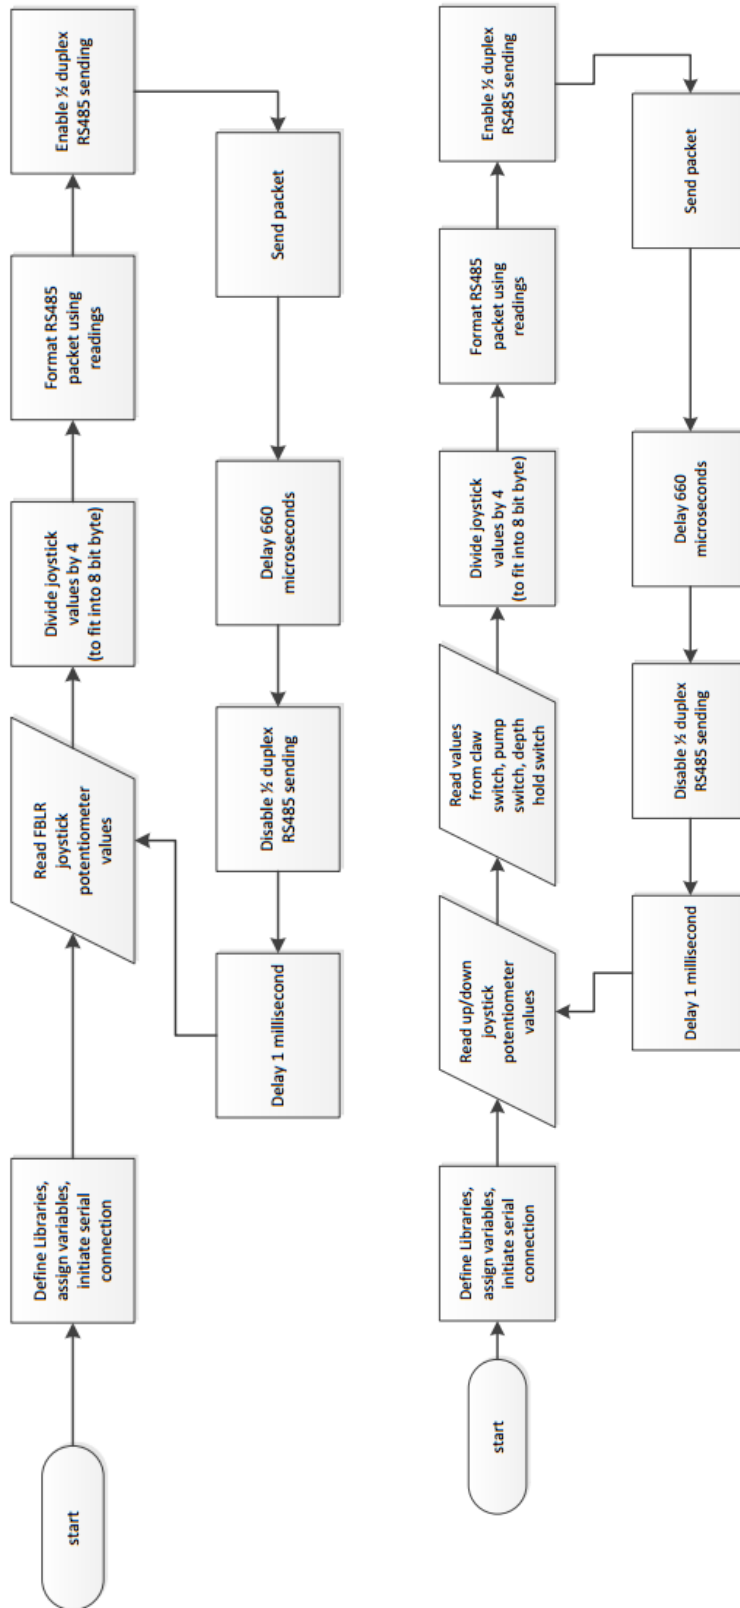 start
Define Libraries,
assign variables,
initiate serial
connection
Read FBLR
joystick
potentiometer
values
Divide joystick
values by 4
(to fit into 8 bit byte)
Format RS485
packet using
readings
Enable ½ duplex
RS485 sending
Send packet
Delay 660
microseconds
Disable ½ duplex
RS485 sending
Delay 1 millisecond
start
Define Libraries,
assign variables,
initiate serial
connection
Read up/down
joystick
potentiometer
values
Read values
from claw
switch, pump
switch, depth
hold switch
Divide joystick
values by 4
(to fit into 8 bit byte)
Format RS485
packet using
readings
Enable ½ duplex
RS485 sending
Send packet
Delay 660
microseconds
Disable ½ duplex
RS485 sending
Delay 1 millisecond